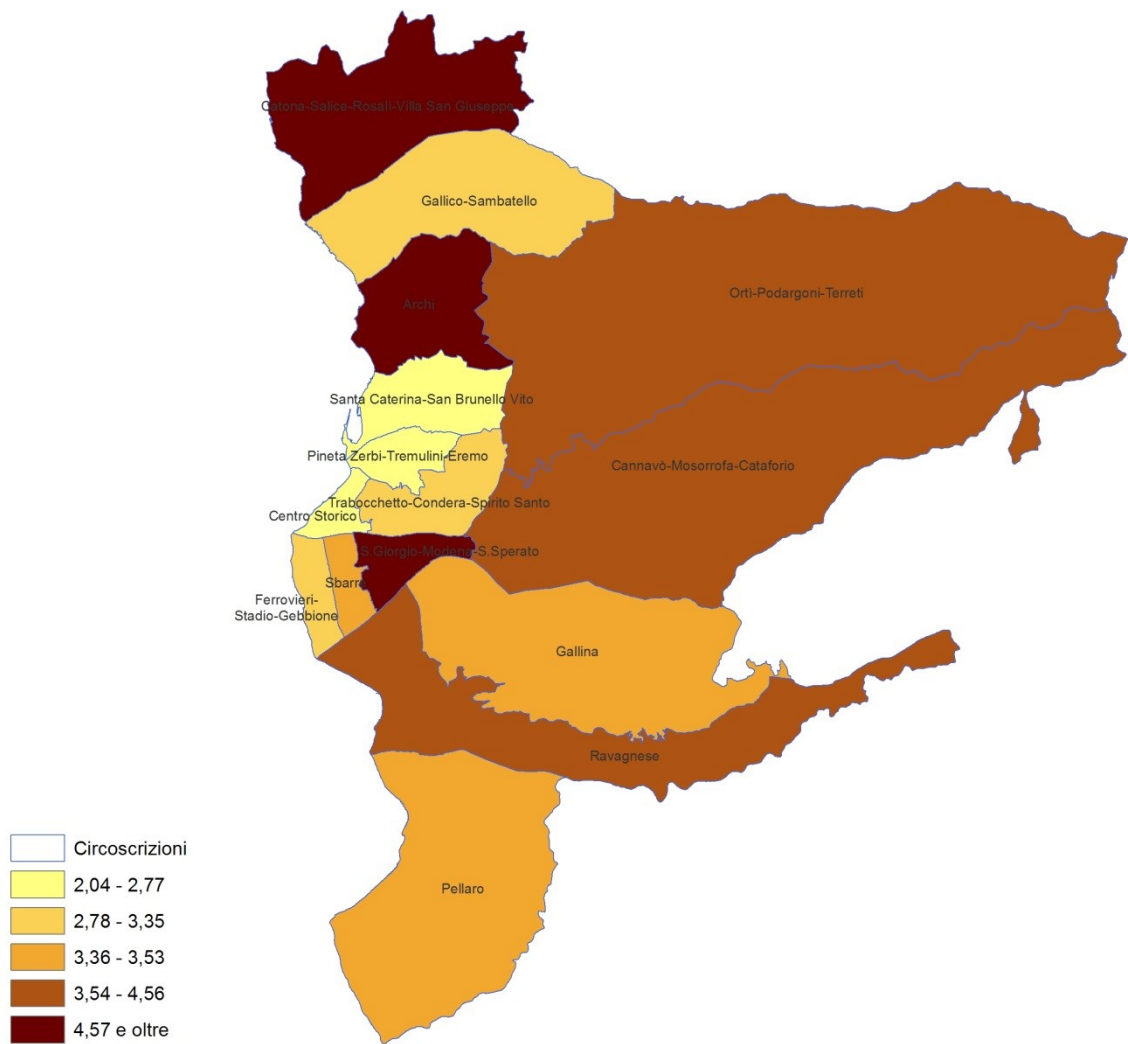 Catona-Salice-Rosalì-Villa San Giuseppe
Gallico-Sambatello
Ortì-Podargoni-Terreti
Archi
Santa Caterina-San Brunello Vito
Pineta Zerbi-Tremulini-Eremo
Cannavò-Mosorrofa-Cataforio
Trabocchetto-Condera-Spirito Santo
Centro Storico
S.Giorgio-Modena-S.Sperato
Sbarre
Ferrovieri-
Stadio-Gebbione
Gallina
Ravagnese
Pellaro
Circoscrizioni
2,04 - 2,77
2,78 - 3,35
3,36 - 3,53
3,54 - 4,56
4,57 e oltre